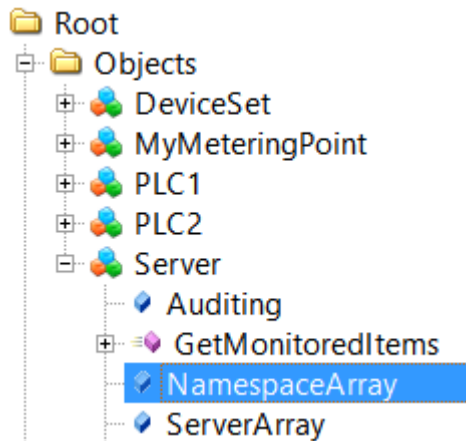 Root
Objects
DeviceSet
MyMeteringPoint
PLC1
PLC2
Server
Auditing
GetMonitoredItems
NamespaceArray
ServerArray